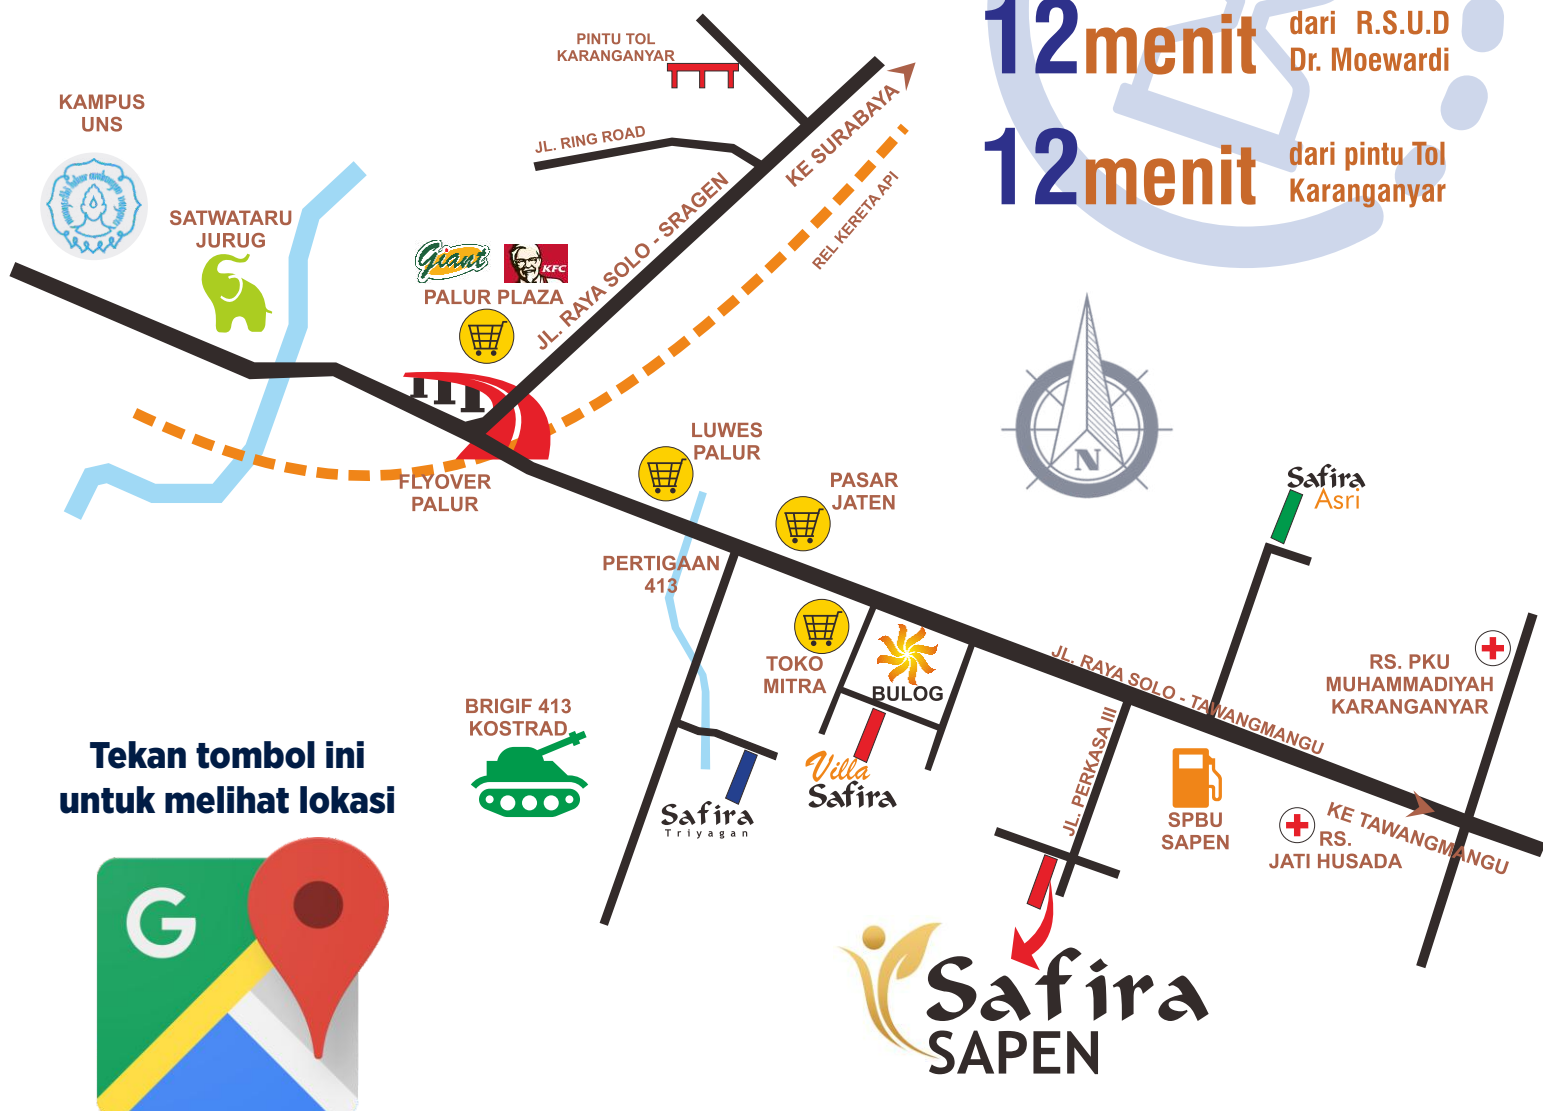 12menit
dari R.S.U.D
Dr. Moewardi
12menit
dari pintu Tol
Karanganyar
PINTU TOL
KARANGANYAR
KAMPUS
UNS
JL. RING ROAD
KE SURABAYA
REL KERETA API
SATWATARU
JURUG
Giant
KFC
PALUR PLAZA
JL. RAYA SOLO - SRAGEN
FLYOVER
PALUR
LUWES
PALUR
PASAR
JATEN
N
Safira
Asri
PERTIGAAN
413
TOKO
MITRA
BULOG
JL. RAYA SOLO - TAWANGMANGU
RS. PKU
MUHAMMADIYAH
KARANGANYAR
BRIGIF 413
KOSTRAD
Villa
Safira
Safira
Triyagan
JL. PERKASA III
SPBU
SAPEN
RS.
JATI HUSADA
KE TAWANGMANGU
Tekan tombol ini
untuk melihat lokasi
G
Safira
SAPEN